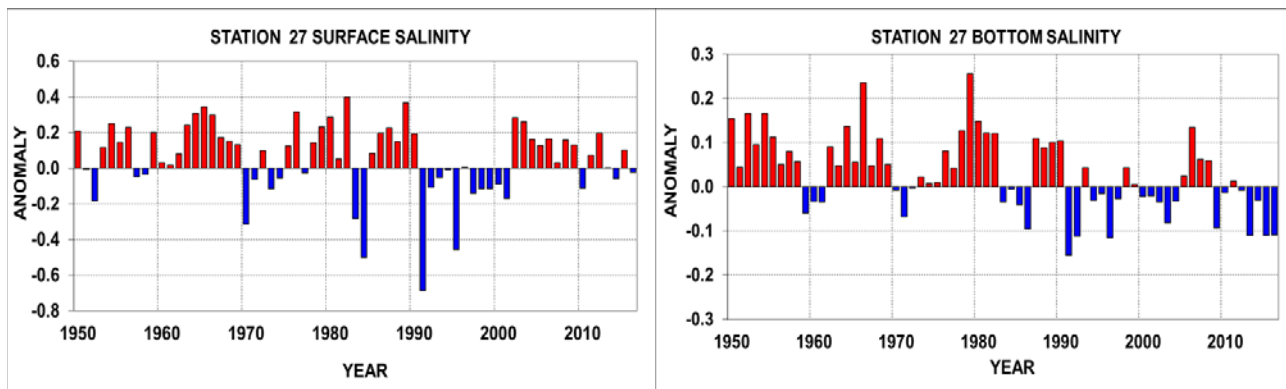 STATION 27 SURFACE SALINITY
0.6
0.4
0.2
0.0
-0.2
-0.4
-0.6
-0.8
ANOMALY
1950 1960 1970 1980 1990 2000 2010
YEAR
STATION 27 BOTTOM SALINITY
0.3
0.2
0.1
0.0
-0.1
-0.2
-0.3
ANOMALY
1950 1960 1970 1980 1990 2000 2010
YEAR